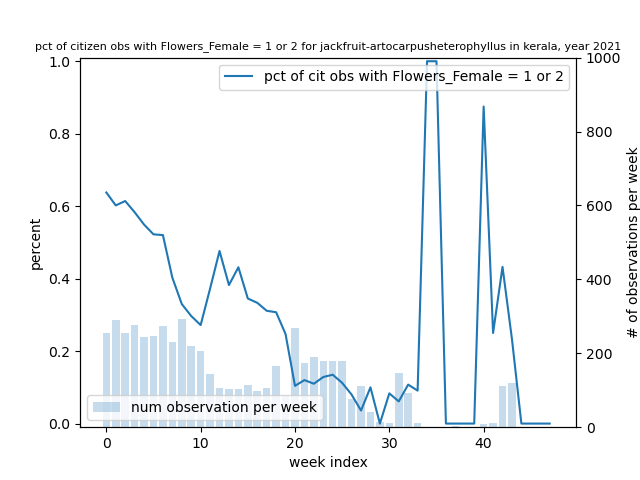 pct of citizen obs with Flowers_Female = 1 or 2 for jackfruit-artocarpusheterophyllus in kerala, year 2021
pct of cit obs with Flowers_Female = 1 or 2
num observation per week
percent
1.0
0.8
0.6
0.4
0.2
0.0
0
10
20
30
40
week index
1000
800
600
400
200
0
# of observations per week